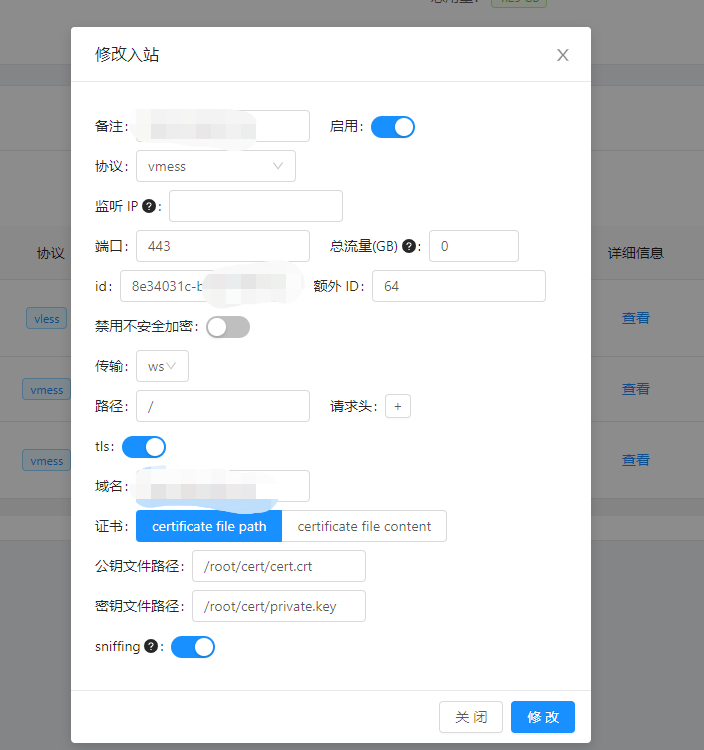 修改入站
备注: 启用:
协议: vmess
监听 IP ? :
端口: 443 总流量(GB) ? : 0
协议 详细信息
id: 8e34031c- 额外 ID: 64
vless 查看
禁用不安全加密:
传输: ws
vmess 查看
路径: / 请求头: +
tls:
vmess 查看
域名:
证书: certificate file path certificate file content
公钥文件路径: /root/cert/cert.crt
密钥文件路径: /root/cert/private.key
sniffing ? :
关 闭 修 改